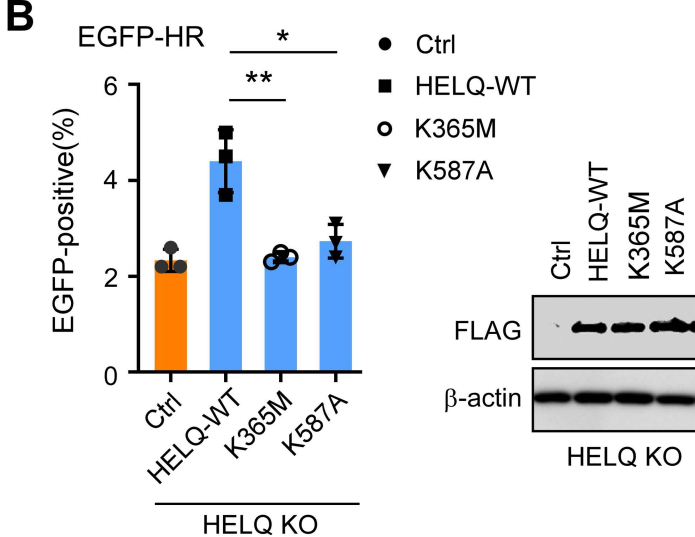 B
EGFP-HR
*
**
Ctrl
HELQ-WT
K365M
K587A
EGFP-positive(%)
6
4
2
0
Ctrl
HELQ-WT
K365M
K587A
HELQ KO
Ctrl
HELQ-WT
K365M
K587A
FLAG
β-actin
HELQ KO